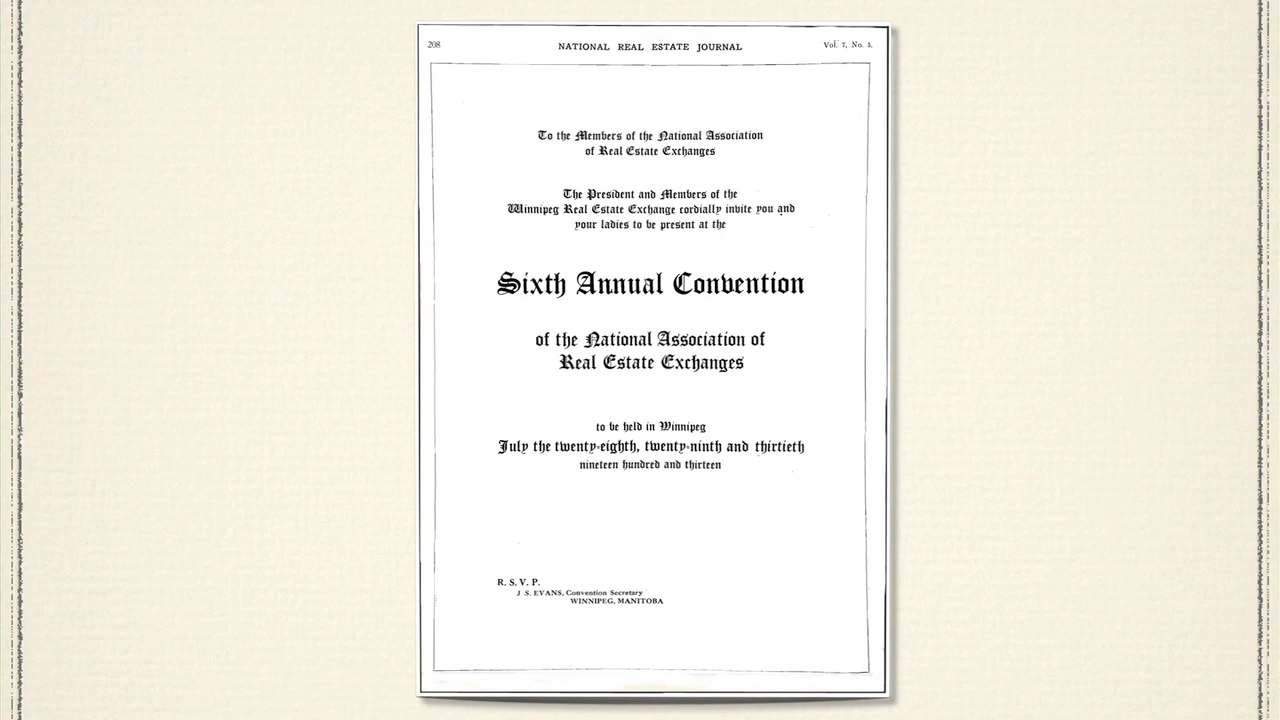 208
NATIONAL REAL ESTATE JOURNAL
Vol. 7, No. 5.
To the Members of the National Association
of Real Estate Exchanges
The President and Members of the
Winnipeg Real Estate Exchange cordially invite you and
your ladies to be present at the
Sixth Annual Convention
of the National Association of
Real Estate Exchanges
to be held in Winnipeg
July the twenty-eighth, twenty-ninth and thirtieth
nineteen hundred and thirteen
R. S. V. P.
J S. EVANS, Convention Secretary
WINNIPEG, MANITOBA